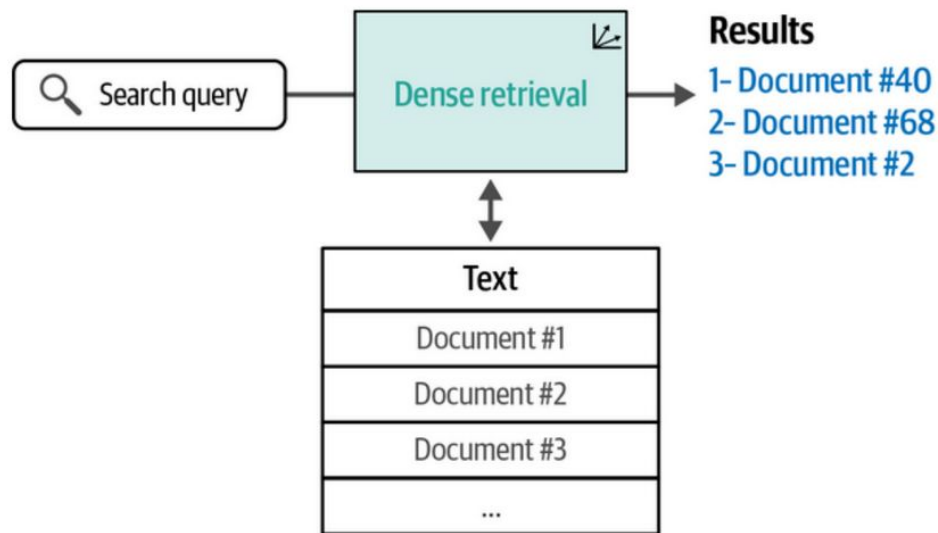 Search query
Dense retrieval
Results
1- Document #40
2- Document #68
3- Document #2
Text
Document #1
Document #2
Document #3
...